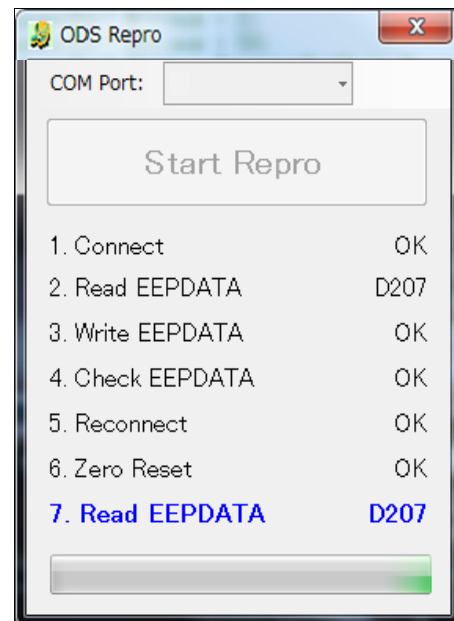 ODS Repro
COM Port:
Start Repro
1. Connect OK
2. Read EEPDATA D207
3. Write EEPDATA OK
4. Check EEPDATA OK
5. Reconnect OK
6. Zero Reset OK
7. Read EEPDATA D207